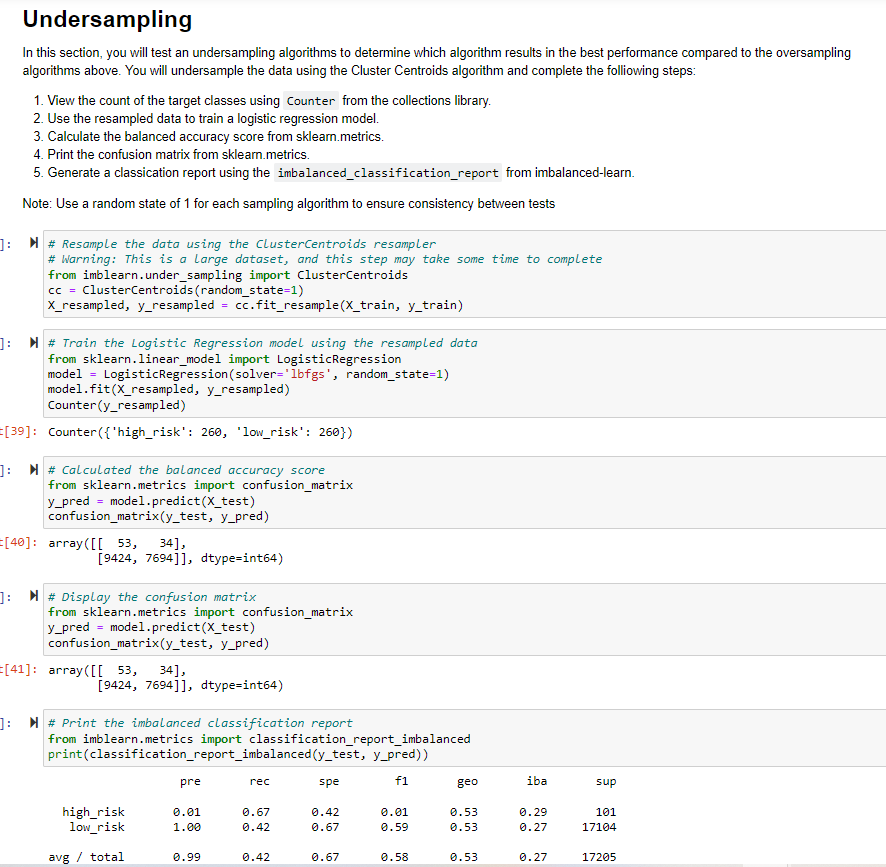 Undersampling
In this section, you will test an undersampling algorithms to determine which algorithm results in the best performance compared to the oversampling
algorithms above. You will undersample the data using the Cluster Centroids algorithm and complete the folliowing steps:
1. View the count of the target classes using Counter from the collections library.
2. Use the resampled data to train a logistic regression model.
3. Calculate the balanced accuracy score from sklearn.metrics.
4. Print the confusion matrix from sklearn.metrics.
5. Generate a classication report using the imbalanced_classification_report from imbalanced-learn.
Note: Use a random state of 1 for each sampling algorithm to ensure consistency between tests
]: # Resample the data using the ClusterCentroids resampler
# Warning: This is a large dataset, and this step may take some time to complete
from imblearn.under_sampling import ClusterCentroids
cc = ClusterCentroids(random_state=1)
X_resampled, y_resampled = cc.fit_resample(X_train, y_train)
]: # Train the Logistic Regression model using the resampled data
from sklearn.linear_model import LogisticRegression
model = LogisticRegression(solver='lbfgs', random_state=1)
model.fit(X_resampled, y_resampled)
Counter(y_resampled)
t[39]: Counter({'high_risk': 260, 'low_risk': 260})
]: # Calculated the balanced accuracy score
from sklearn.metrics import confusion_matrix
y_pred = model.predict(X_test)
confusion_matrix(y_test, y_pred)
t[40]: array([[  53,   34],
[9424, 7694]], dtype=int64)
]: # Display the confusion matrix
from sklearn.metrics import confusion_matrix
y_pred = model.predict(X_test)
confusion_matrix(y_test, y_pred)
t[41]: array([[  53,   34],
[9424, 7694]], dtype=int64)
]: # Print the imbalanced classification report
from imblearn.metrics import classification_report_imbalanced
print(classification_report_imbalanced(y_test, y_pred))
pre rec spe f1 geo iba sup
high_risk 0.01 0.67 0.42 0.01 0.53 0.29 101
low_risk 1.00 0.42 0.67 0.59 0.53 0.27 17104
avg / total 0.99 0.42 0.67 0.58 0.53 0.27 17205